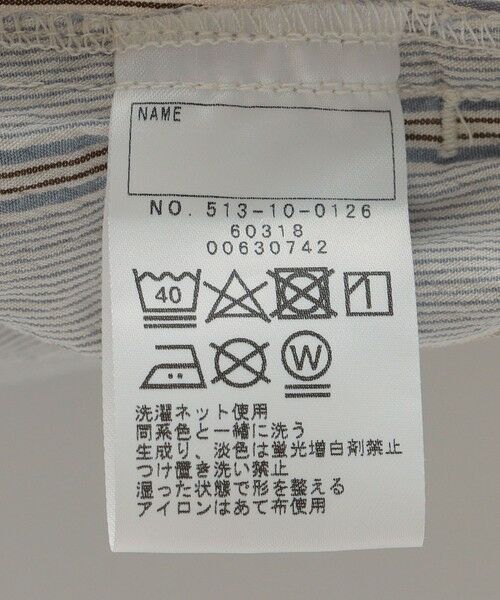 NAME
NO. 513-10-0126
60318
00630742
40
W
洗濯ネット使用
同系色と一緒に洗う
生成り、淡色は蛍光増白剤禁止
つけ置き洗い禁止
湿った状態で形を整える
アイロンはあて布使用